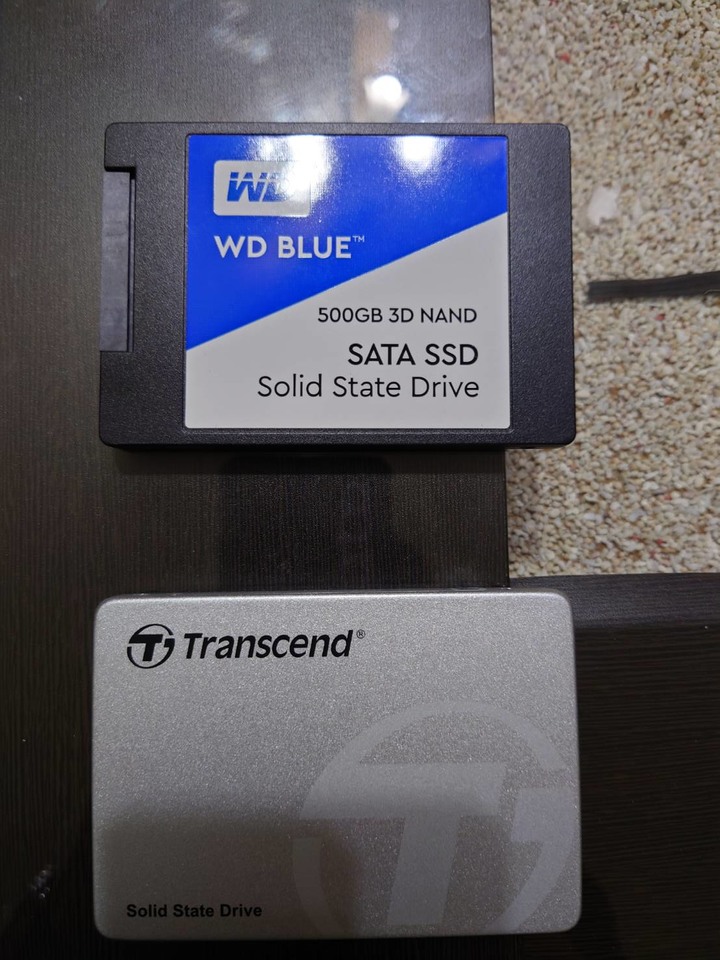 WD
WD BLUE™
500GB 3D NAND
SATA SSD
Solid State Drive
Transcend®
Solid State Drive